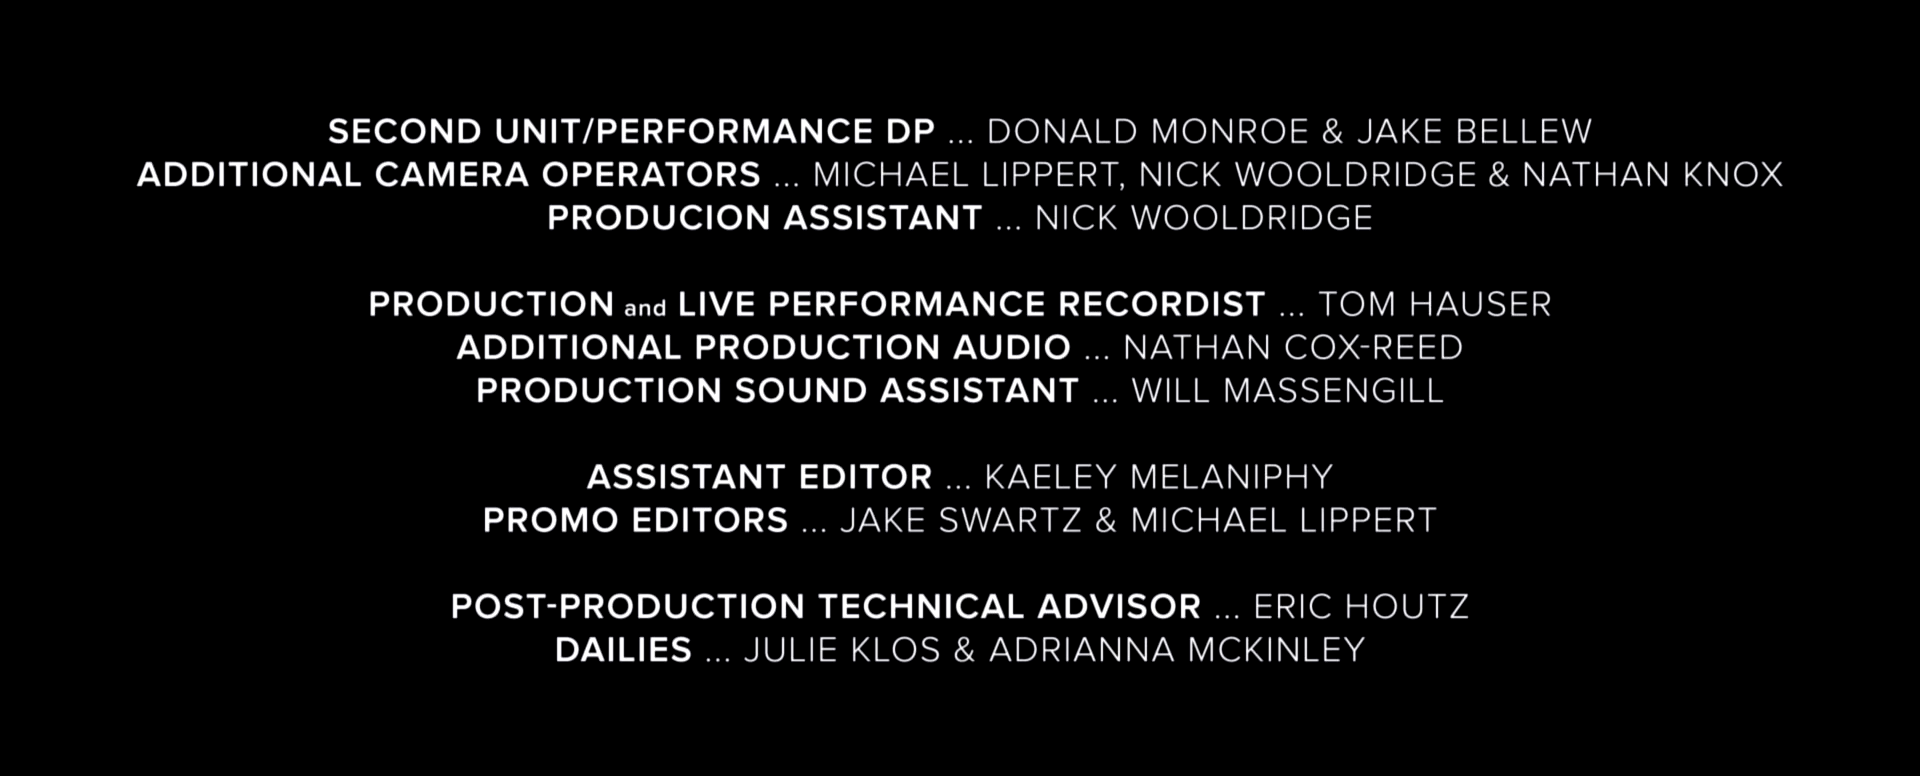 SECOND UNIT/PERFORMANCE DP ... DONALD MONROE & JAKE BELLEW
ADDITIONAL CAMERA OPERATORS ... MICHAEL LIPPERT, NICK WOOLDRIDGE & NATHAN KNOX
PRODUCION ASSISTANT ... NICK WOOLDRIDGE
PRODUCTION and LIVE PERFORMANCE RECORDIST ... TOM HAUSER
ADDITIONAL PRODUCTION AUDIO ... NATHAN COX-REED
PRODUCTION SOUND ASSISTANT ... WILL MASSENGILL
ASSISTANT EDITOR ... KAELEY MELANIPHY
PROMO EDITORS ... JAKE SWARTZ & MICHAEL LIPPERT
POST-PRODUCTION TECHNICAL ADVISOR ... ERIC HOUTZ
DAILIES ... JULIE KLOS & ADRIANNA MCKINLEY